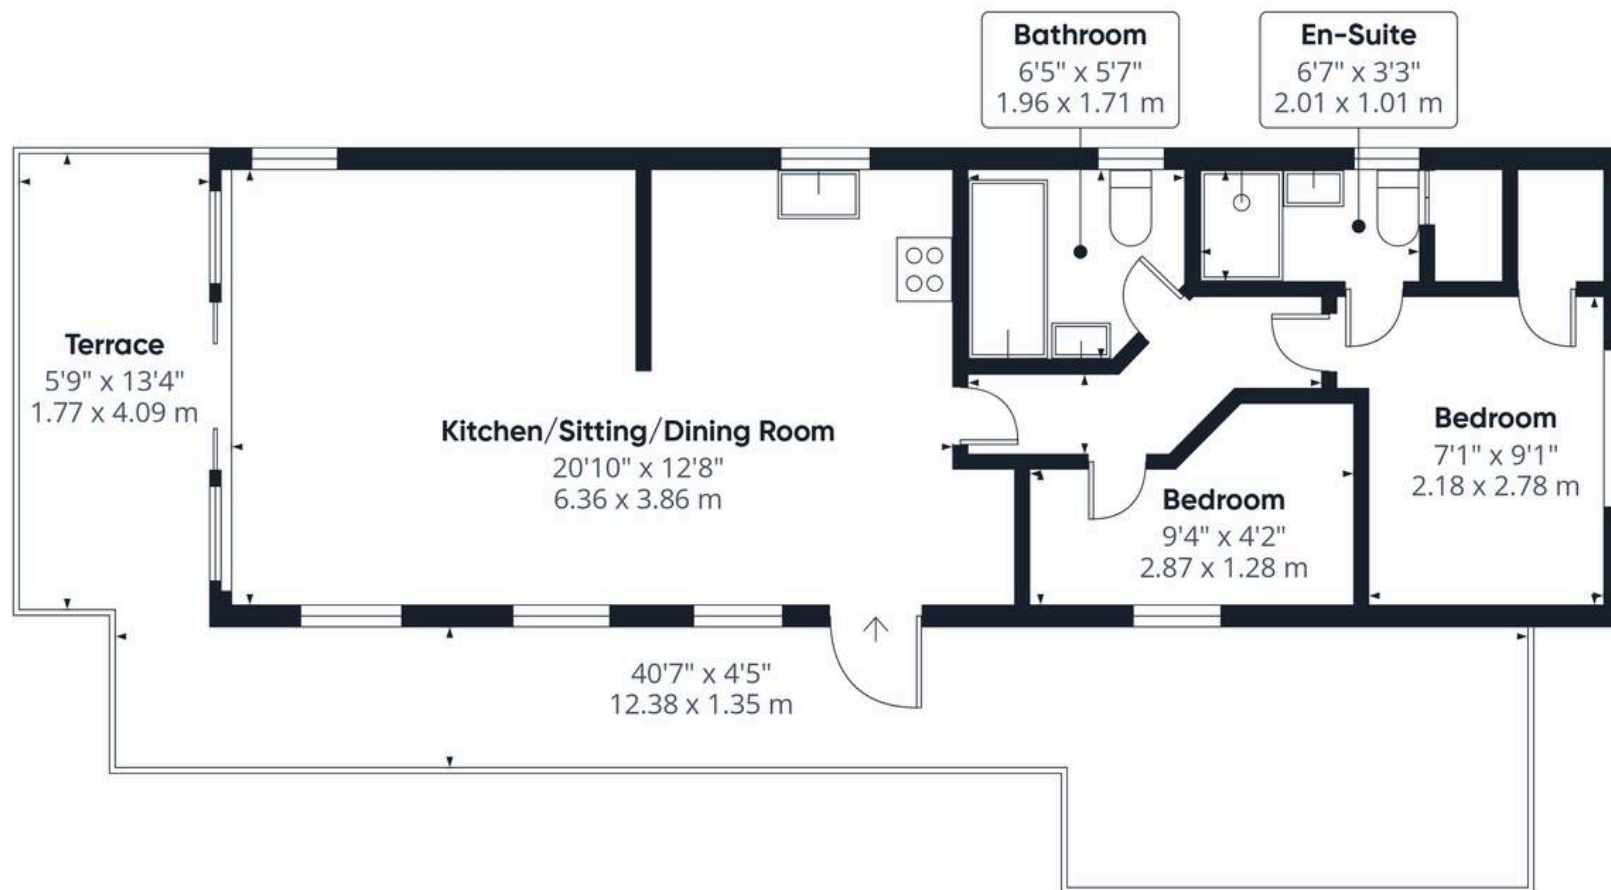 Bathroom
6'5" x 5'7"
1.96 x 1.71 m
En-Suite
6'7" x 3'3"
2.01 x 1.01 m
Terrace
5'9" x 13'4"
1.77 x 4.09 m
Kitchen/Sitting/Dining Room
20'10" x 12'8"
6.36 x 3.86 m
Bedroom
7'1" x 9'1"
2.18 x 2.78 m
Bedroom
9'4" x 4'2"
2.87 x 1.28 m
40'7" x 4'5"
12.38 x 1.35 m